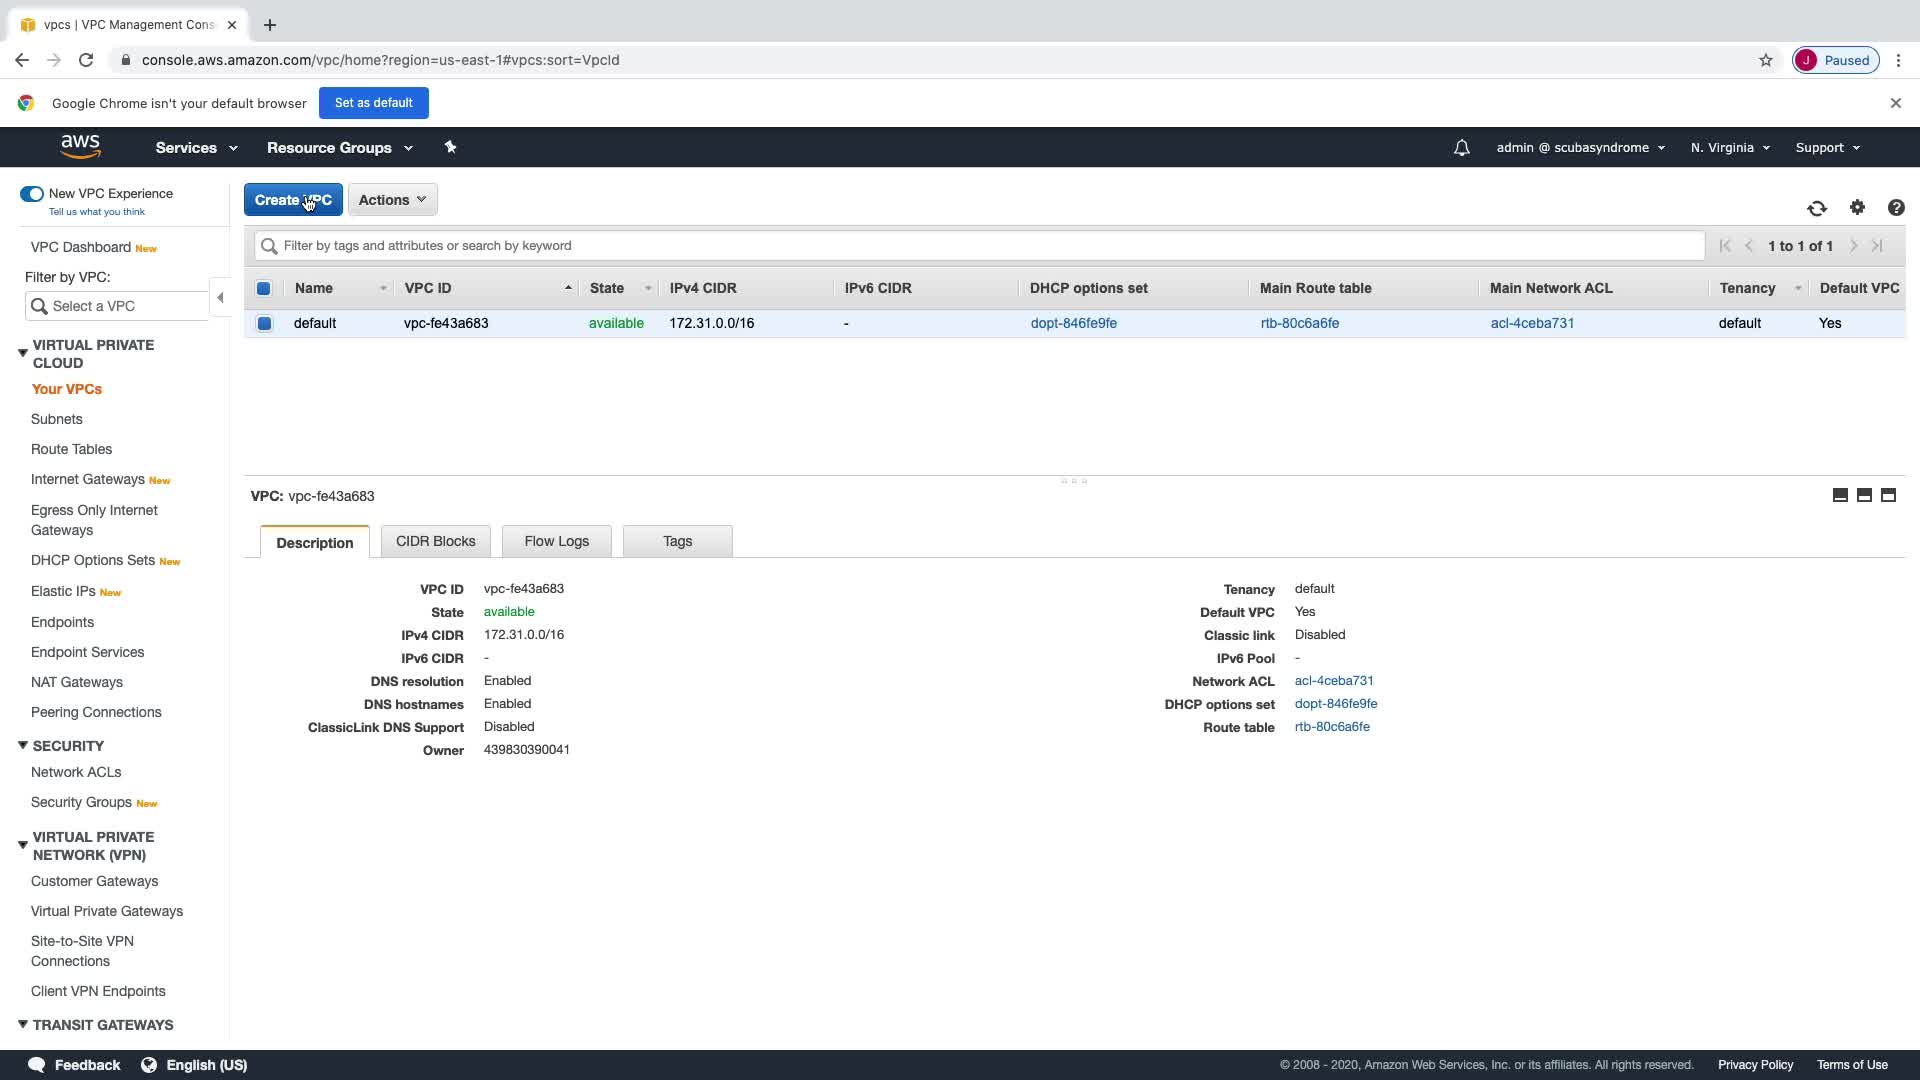 vpcs | VPC Management Cons
console.aws.amazon.com/vpc/home?region=us-east-1#vpcs:sort=VpcId
J Paused
Google Chrome isn't your default browser Set as default
aws Services Resource Groups admin @ scubasyndrome N. Virginia Support
New VPC Experience
Tell us what you think
Create VPC Actions
VPC Dashboard New
Filter by VPC:
Select a VPC
VIRTUAL PRIVATE
CLOUD
Your VPCs
Subnets
Route Tables
Internet Gateways New
Egress Only Internet
Gateways
DHCP Options Sets New
Elastic IPs New
Endpoints
Endpoint Services
NAT Gateways
Peering Connections
SECURITY
Network ACLs
Security Groups New
VIRTUAL PRIVATE
NETWORK (VPN)
Customer Gateways
Virtual Private Gateways
Site-to-Site VPN
Connections
Client VPN Endpoints
TRANSIT GATEWAYS
Filter by tags and attributes or search by keyword 1 to 1 of 1
Name VPC ID State IPv4 CIDR IPv6 CIDR DHCP options set Main Route table Main Network ACL Tenancy Default VPC
default vpc-fe43a683 available 172.31.0.0/16 - dopt-846fe9fe rtb-80c6a6fe acl-4ceba731 default Yes
VPC: vpc-fe43a683
Description CIDR Blocks Flow Logs Tags
VPC ID vpc-fe43a683 Tenancy default
State available Default VPC Yes
IPv4 CIDR 172.31.0.0/16 Classic link Disabled
IPv6 CIDR - IPv6 Pool -
DNS resolution Enabled Network ACL acl-4ceba731
DNS hostnames Enabled DHCP options set dopt-846fe9fe
ClassicLink DNS Support Disabled Route table rtb-80c6a6fe
Owner 439830390041
Feedback English (US) © 2008 - 2020, Amazon Web Services, Inc. or its affiliates. All rights reserved. Privacy Policy Terms of Use